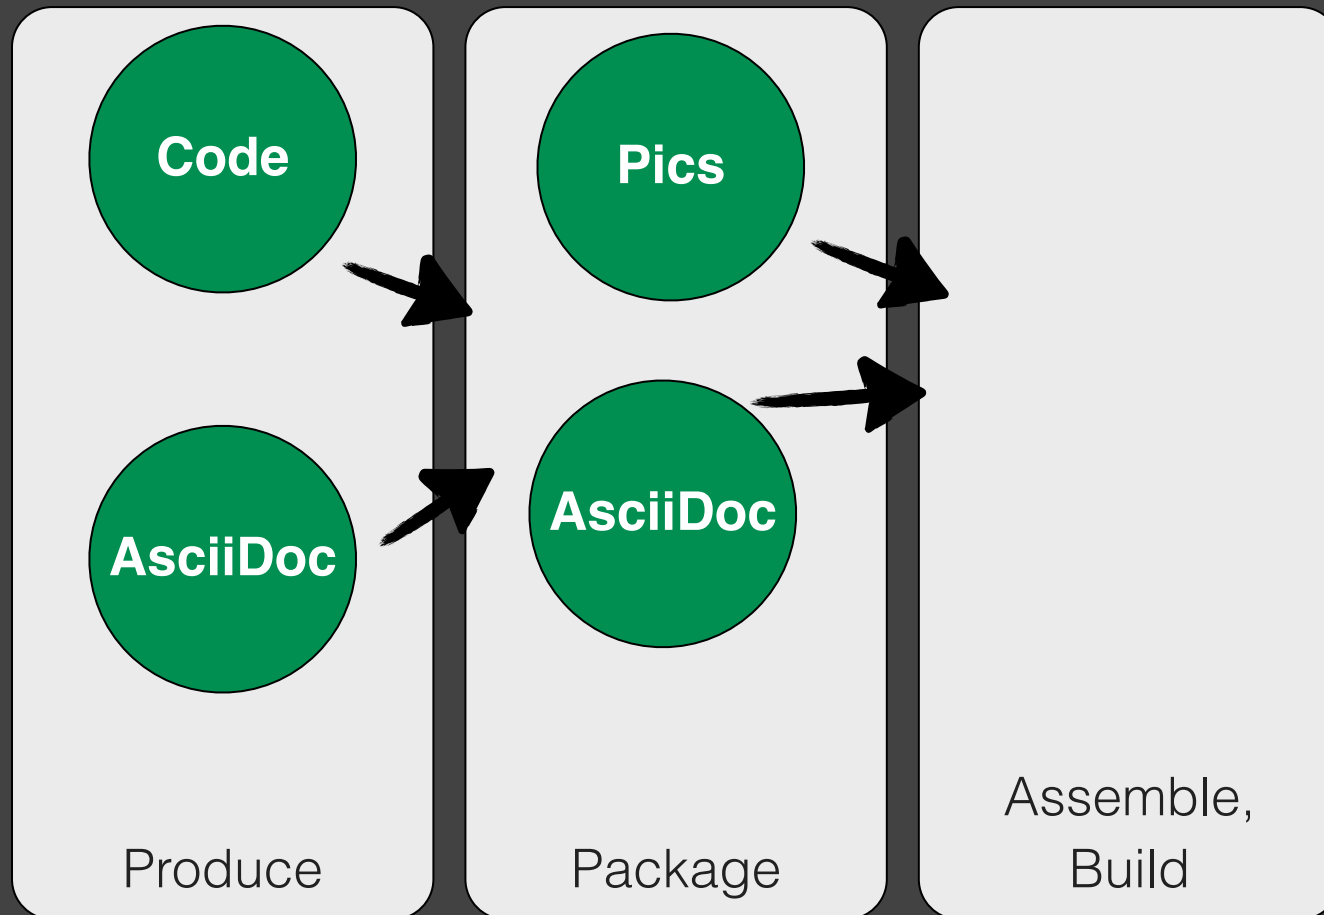 Code
AsciiDoc
Produce
Pics
AsciiDoc
Package
Assemble,
Build